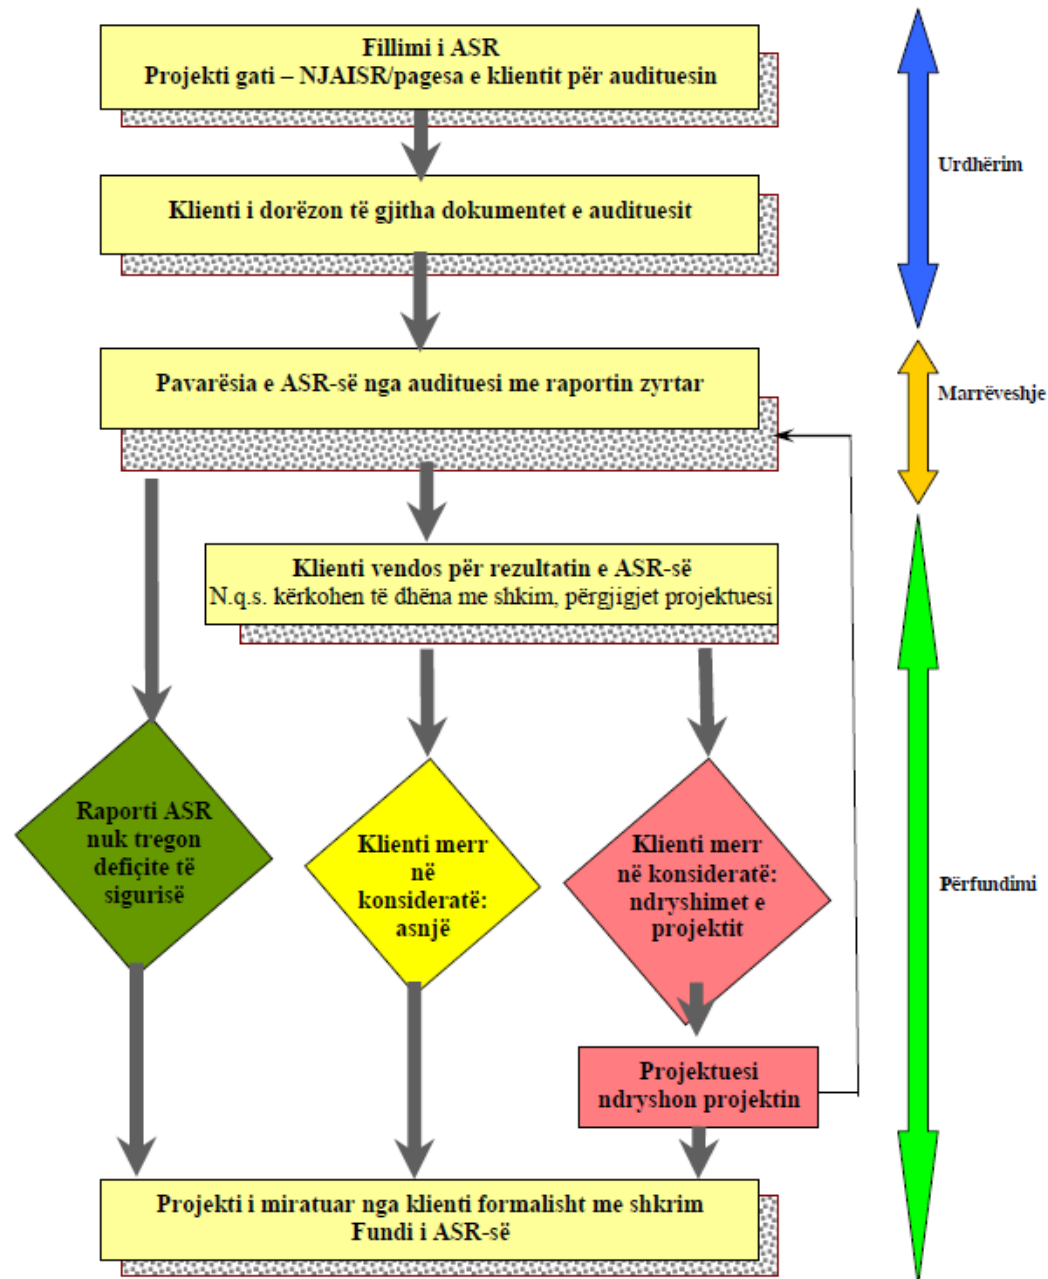 Fillimi i ASR
Projekti gati – NJAISR/pagesa e klientit për audituesin
Urdhërim
Klienti i dorëzon të gjitha dokumentet e audituesit
Pavarësia e ASR-së nga audituesi me raportin zyrtar
Marrëveshje
Klienti vendos për rezultatin e ASR-së
N.q.s. kërkohen të dhëna me shkim, përgjigjet projektuesi
Raporti ASR
nuk tregon
defiçite të
sigurisë
Klienti merr
në
konsideratë:
asnjë
Klienti merr
në konsideratë:
ndryshimet e
projektit
Përfundimi
Projektuesi
ndryshon projektin
Projekti i miratuar nga klienti formalisht me shkrim
Fundi i ASR-së